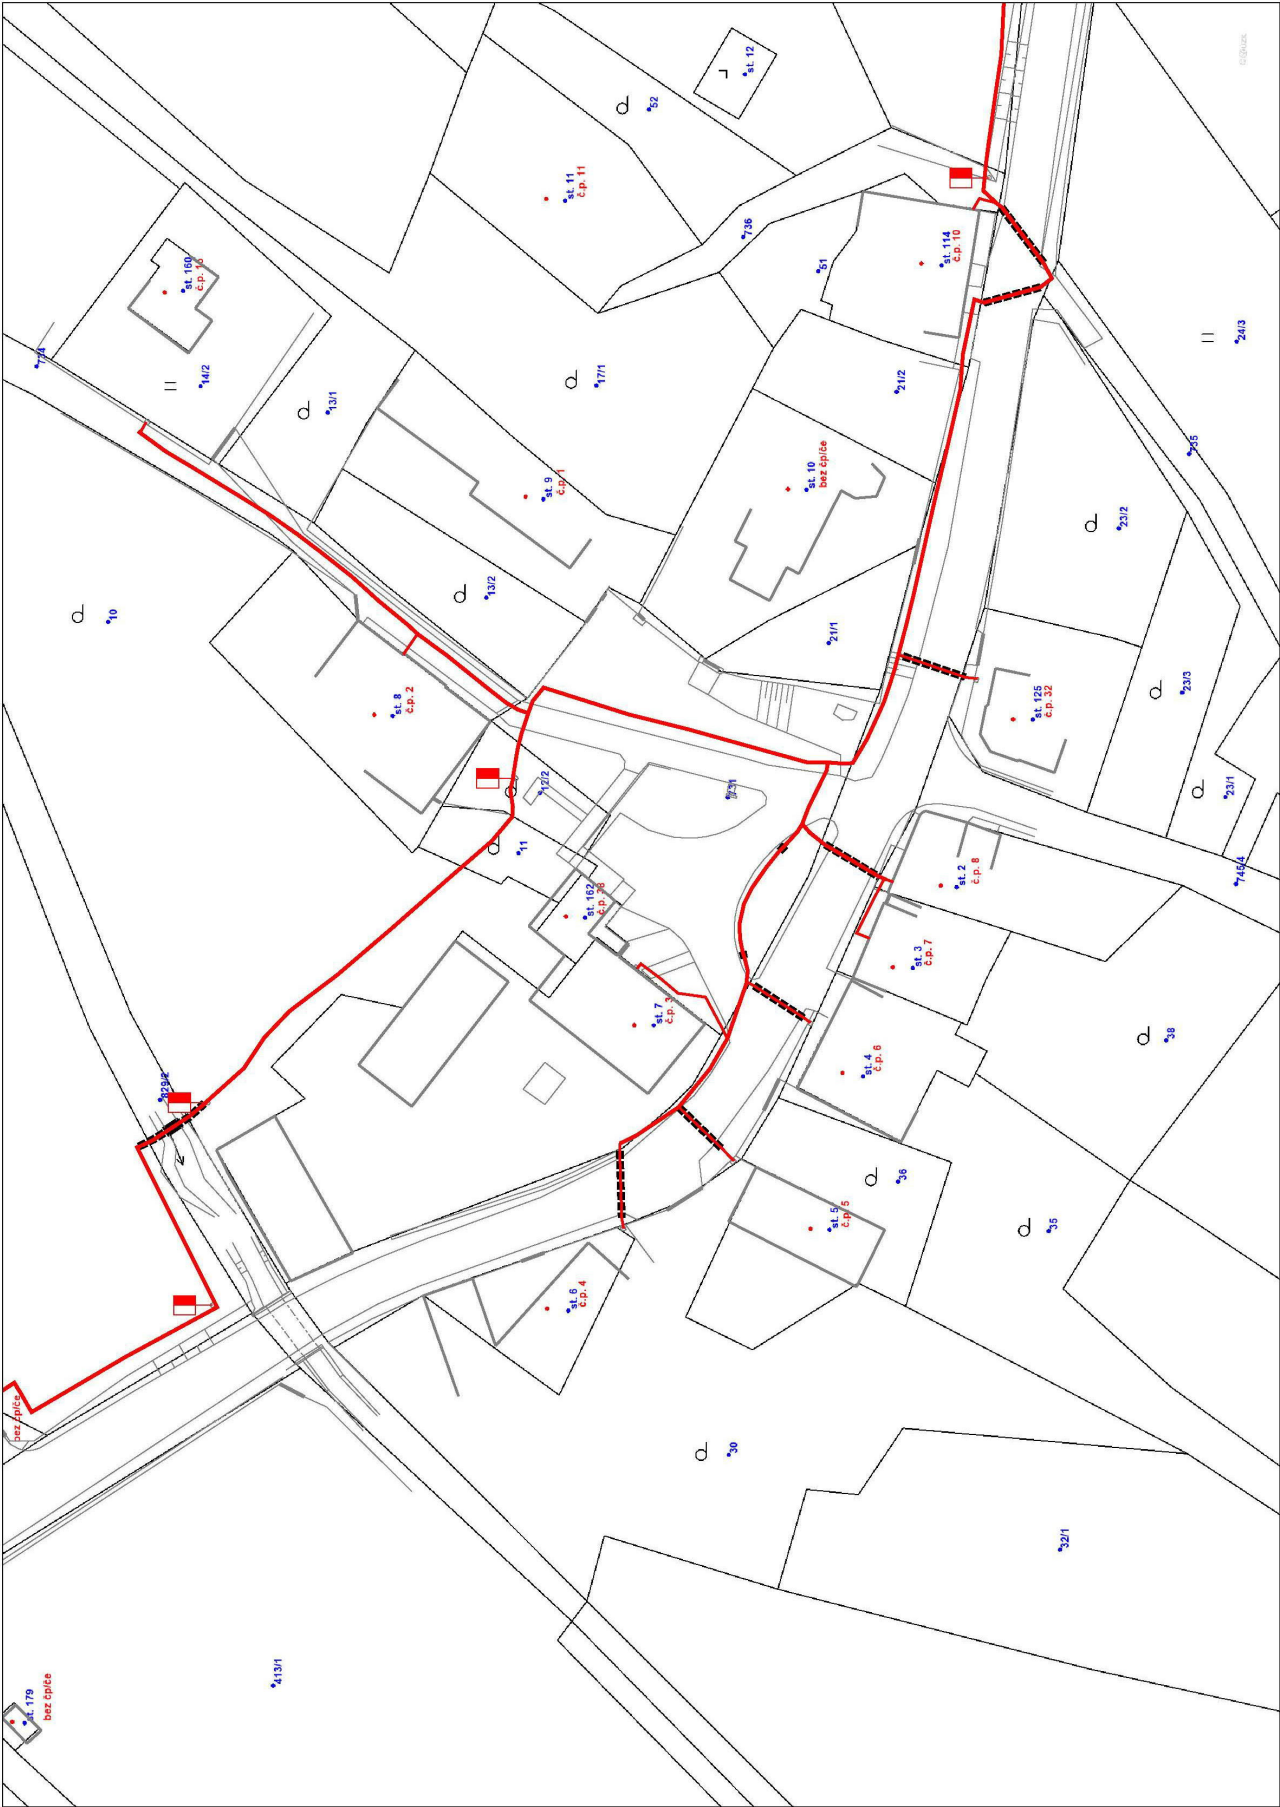 st. 12
52
st. 11
č.p. 11
736
st. 160
14/2
13/1
17/1
51
st. 114
č.p. 10
24/3
21/2
735
st. 9
č.p. 1
st. 10
bez čp/če
23/2
10
13/2
21/1
st. 8
č.p. 2
23/3
st. 125
č.p. 32
12/2
23/1
11
st. 2
č.p. 8
st. 162
st. 3
č.p. 7
st. 7
č.p. 3
st. 4
č.p. 6
38
829/2
36
35
st. 5
č.p. 5
st. 6
č.p. 4
bez čp/če
30
32/1
413/1
st. 179
bez čp/če